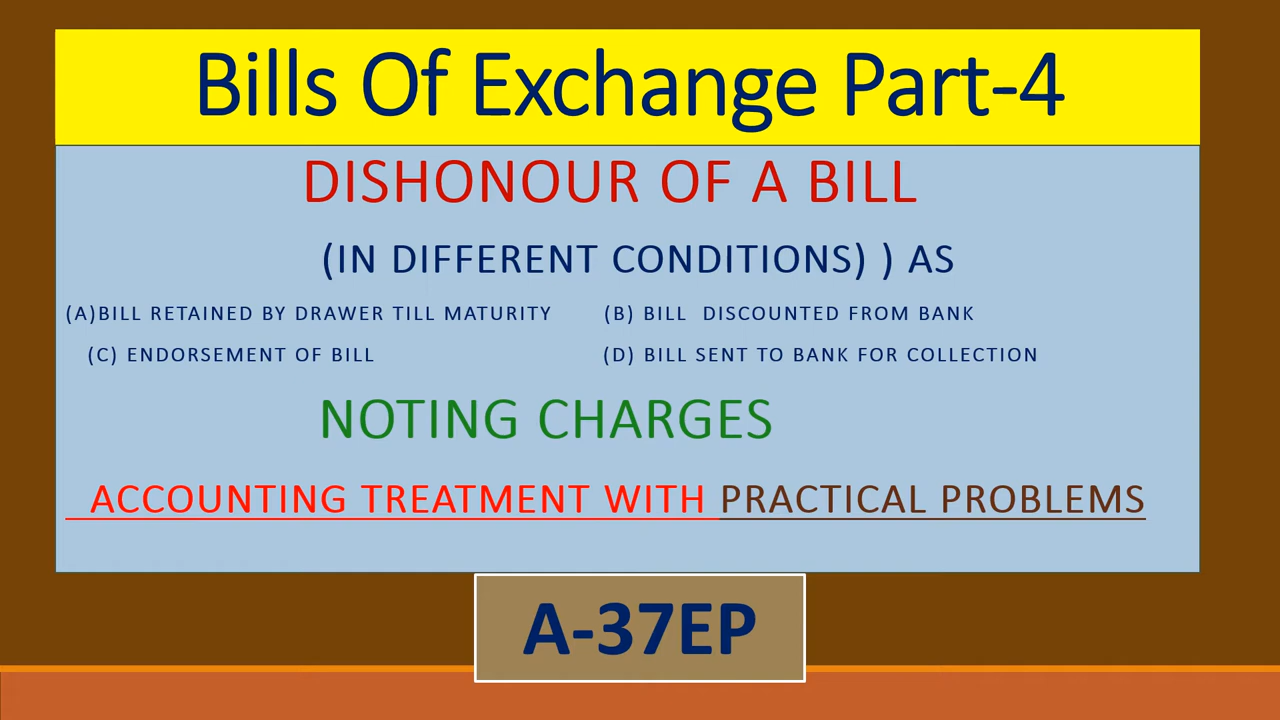 Bills Of Exchange Part-4
DISHONOUR OF A BILL
(IN DIFFERENT CONDITIONS) ) AS
(A)BILL RETAINED BY DRAWER TILL MATURITY (B) BILL DISCOUNTED FROM BANK
(C) ENDORSEMENT OF BILL (D) BILL SENT TO BANK FOR COLLECTION
NOTING CHARGES
ACCOUNTING TREATMENT WITH PRACTICAL PROBLEMS
A-37EP